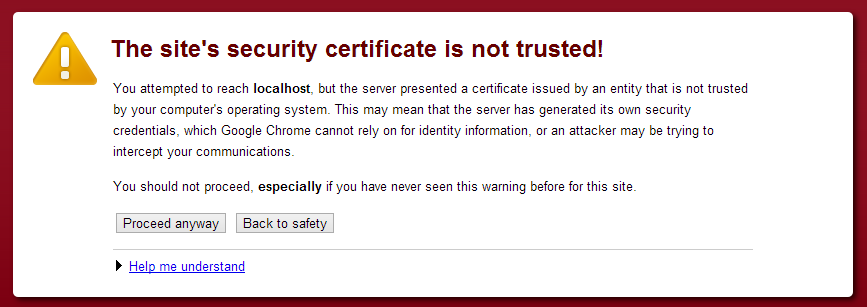 The site's security certificate is not trusted!
You attempted to reach localhost, but the server presented a certificate issued by an entity that is not trusted
by your computer's operating system. This may mean that the server has generated its own security
credentials, which Google Chrome cannot rely on for identity information, or an attacker may be trying to
intercept your communications.
You should not proceed, especially if you have never seen this warning before for this site.
Proceed anyway Back to safety
Help me understand